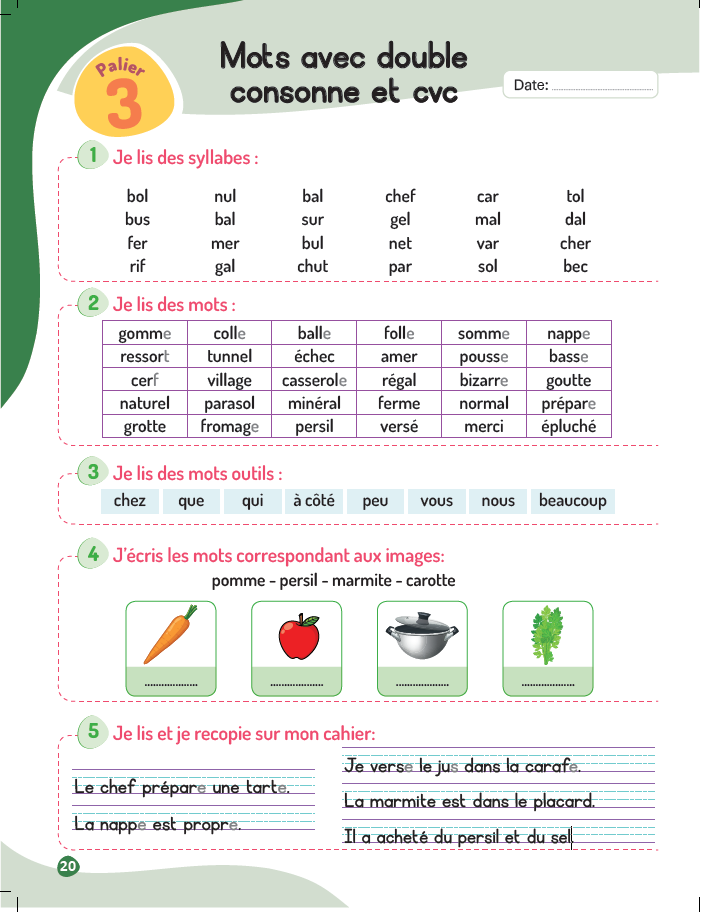 Palier
3
Mots avec double
consonne et cvc
Date: ........................
1 Je lis des syllabes :
bol nul bal chef car tol
bus bal sur gel mal dal
fer mer bul net var cher
rif gal chut par sol bec
2 Je lis des mots :
gomme colle balle folle somme nappe
ressort tunnel échec amer pousse basse
cerf village casserole régal bizarre goutte
naturel parasol minéral ferme normal prépare
grotte fromage persil versé merci épluché
3 Je lis des mots outils :
chez que qui à côté peu vous nous beaucoup
4 J'écris les mots correspondant aux images:
pomme - persil - marmite - carotte
.................. .................. .................. ..................
5 Je lis et je recopie sur mon cahier:
Le chef prépare une tarte.
La nappe est propre.
Je verse le jus dans la carafe.
La marmite est dans le placard.
Il a acheté du persil et du sel.
20